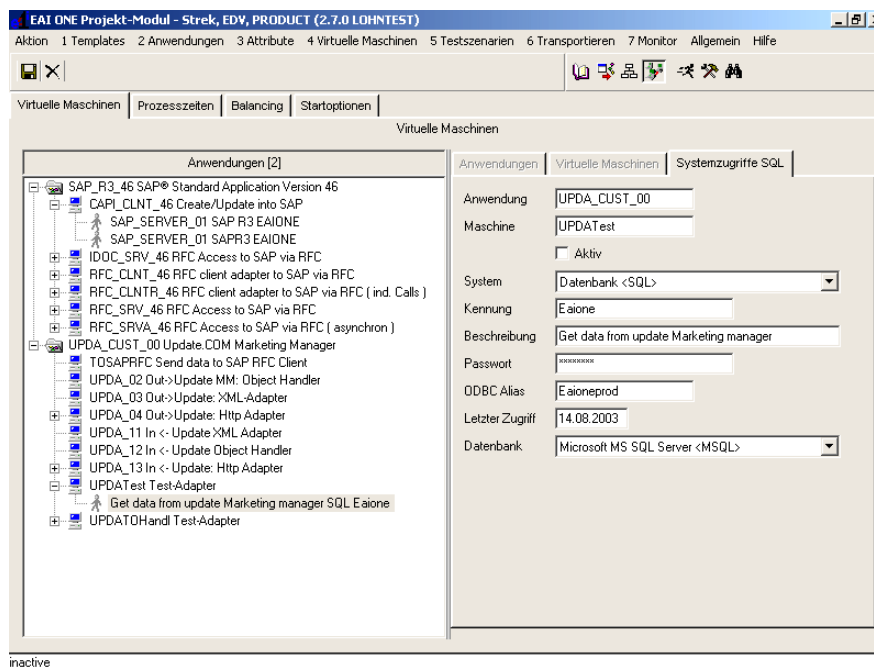 EAI ONE Projekt-Modul - Strek, EDV, PRODUCT (2.7.0 LOHNTEST)
Aktion 1 Templates 2 Anwendungen 3 Attribute 4 Virtuelle Maschinen 5 Testszenarien 6 Transportieren 7 Monitor Allgemein Hilfe
Virtuelle Maschinen Prozesszeiten Balancing Startoptionen
Virtuelle Maschinen
Anwendungen [2]
SAP_R3_46 SAP® Standard Application Version 46
CAPI_CLNT_46 Create/Update into SAP
SAP_SERVER_01 SAP R3 EAIONE
SAP_SERVER_01 SAPR3 EAIONE
IDOC_SRV_46 RFC Access to SAP via RFC
RFC_CLNT_46 RFC client adapter to SAP via RFC
RFC_CLNTR_46 RFC client adapter to SAP via RFC ( ind. Calls )
RFC_SRV_46 RFC Access to SAP via RFC
RFC_SRVA_46 RFC Access to SAP via RFC ( asynchron )
UPDA_CUST_00 Update.COM Marketing Manager
TOSAPRFC Send data to SAP RFC Client
UPDA_02 Out->Update MM: Object Handler
UPDA_03 Out->Update: XML-Adapter
UPDA_04 Out->Update: Http Adapter
UPDA_11 In <- Update XML Adapter
UPDA_12 In <- Update Object Handler
UPDA_13 In <- Update: Http Adapter
UPDATest Test-Adapter
Get data from update Marketing manager SQL Eaione
UPDATOHandl Test-Adapter
Anwendungen Virtuelle Maschinen Systemzugriffe SQL
Anwendung UPDA_CUST_00
Maschine UPDATest
Aktiv
System Datenbank <SQL>
Kennung Eaione
Beschreibung Get data from update Marketing manager
Passwort ********
ODBC Alias Eaioneprod
Letzter Zugriff 14.08.2003
Datenbank Microsoft MS SQL Server <MSQL>
inactive